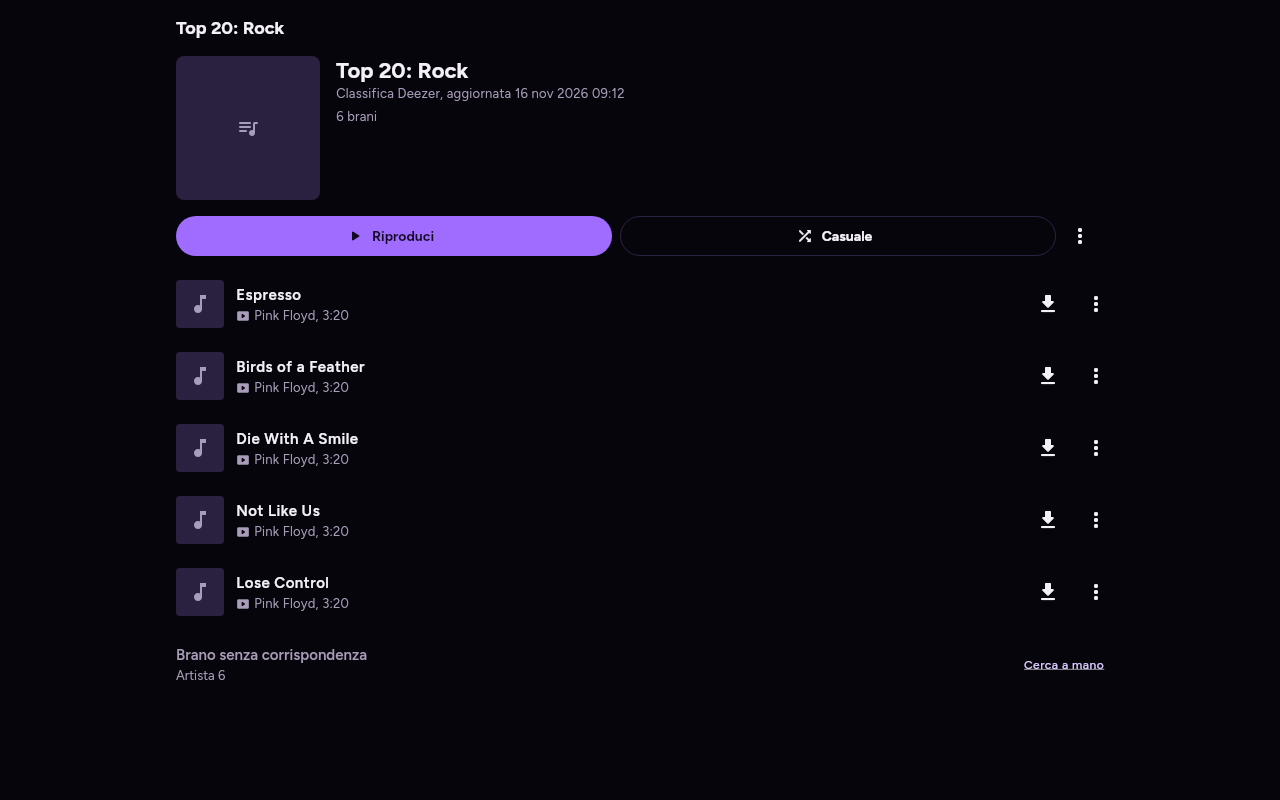 Top 20: Rock
Top 20: Rock
Classifica Deezer, aggiornata 16 nov 2026 09:12
6 brani
Riproduci
Casuale
Espresso
Pink Floyd, 3:20
Birds of a Feather
Pink Floyd, 3:20
Die With A Smile
Pink Floyd, 3:20
Not Like Us
Pink Floyd, 3:20
Lose Control
Pink Floyd, 3:20
Brano senza corrispondenza
Artista 6
Cerca a mano